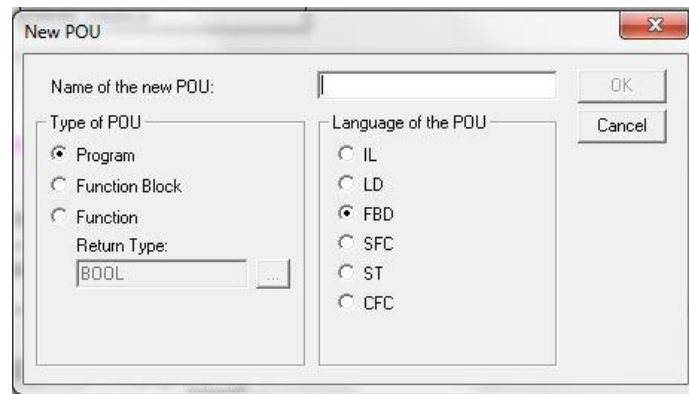 New POU
Name of the new POU:
OK
Cancel
Type of POU
Program
Function Block
Function
Return Type:
BOOL
...
Language of the POU
IL
LD
FBD
SFC
ST
CFC